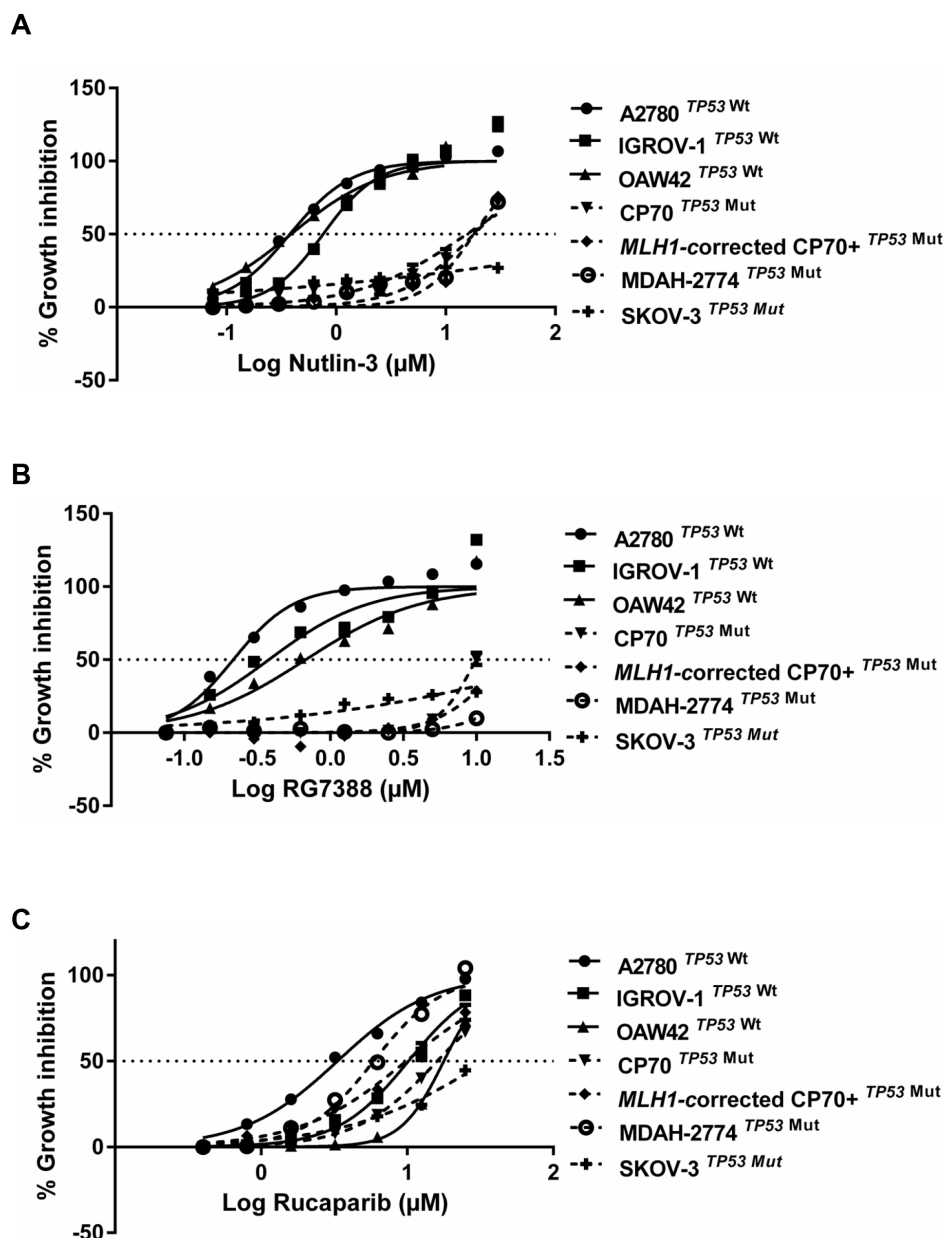 A
150
100
50
0
-50
-1 0 1 2
% Growth inhibition
Log Nutlin-3 (µM)
A2780 TP53 Wt
IGROV-1 TP53 Wt
OAW42 TP53 Wt
CP70 TP53 Mut
MLH1-corrected CP70+ TP53 Mut
MDAH-2774 TP53 Mut
SKOV-3 TP53 Mut
B
150
100
50
0
-50
-1.0 -0.5 0.0 0.5 1.0 1.5
% Growth inhibition
Log RG7388 (µM)
A2780 TP53 Wt
IGROV-1 TP53 Wt
OAW42 TP53 Wt
CP70 TP53 Mut
MLH1-corrected CP70+ TP53 Mut
MDAH-2774 TP53 Mut
SKOV-3 TP53 Mut
C
100
50
0
-50
0 1 2
% Growth inhibition
Log Rucaparib (µM)
A2780 TP53 Wt
IGROV-1 TP53 Wt
OAW42 TP53 Wt
CP70 TP53 Mut
MLH1-corrected CP70+ TP53 Mut
MDAH-2774 TP53 Mut
SKOV-3 TP53 Mut